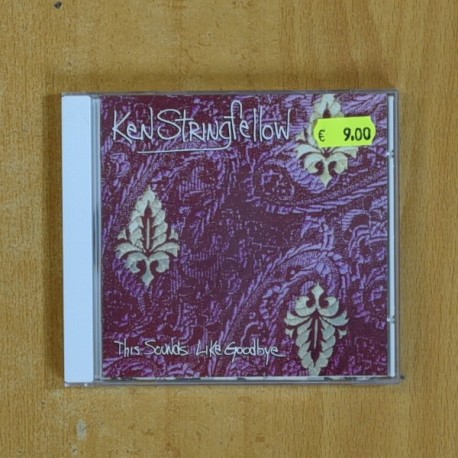 Ken Stringfellow
€ 9,00
This Sounds Like Goodbye